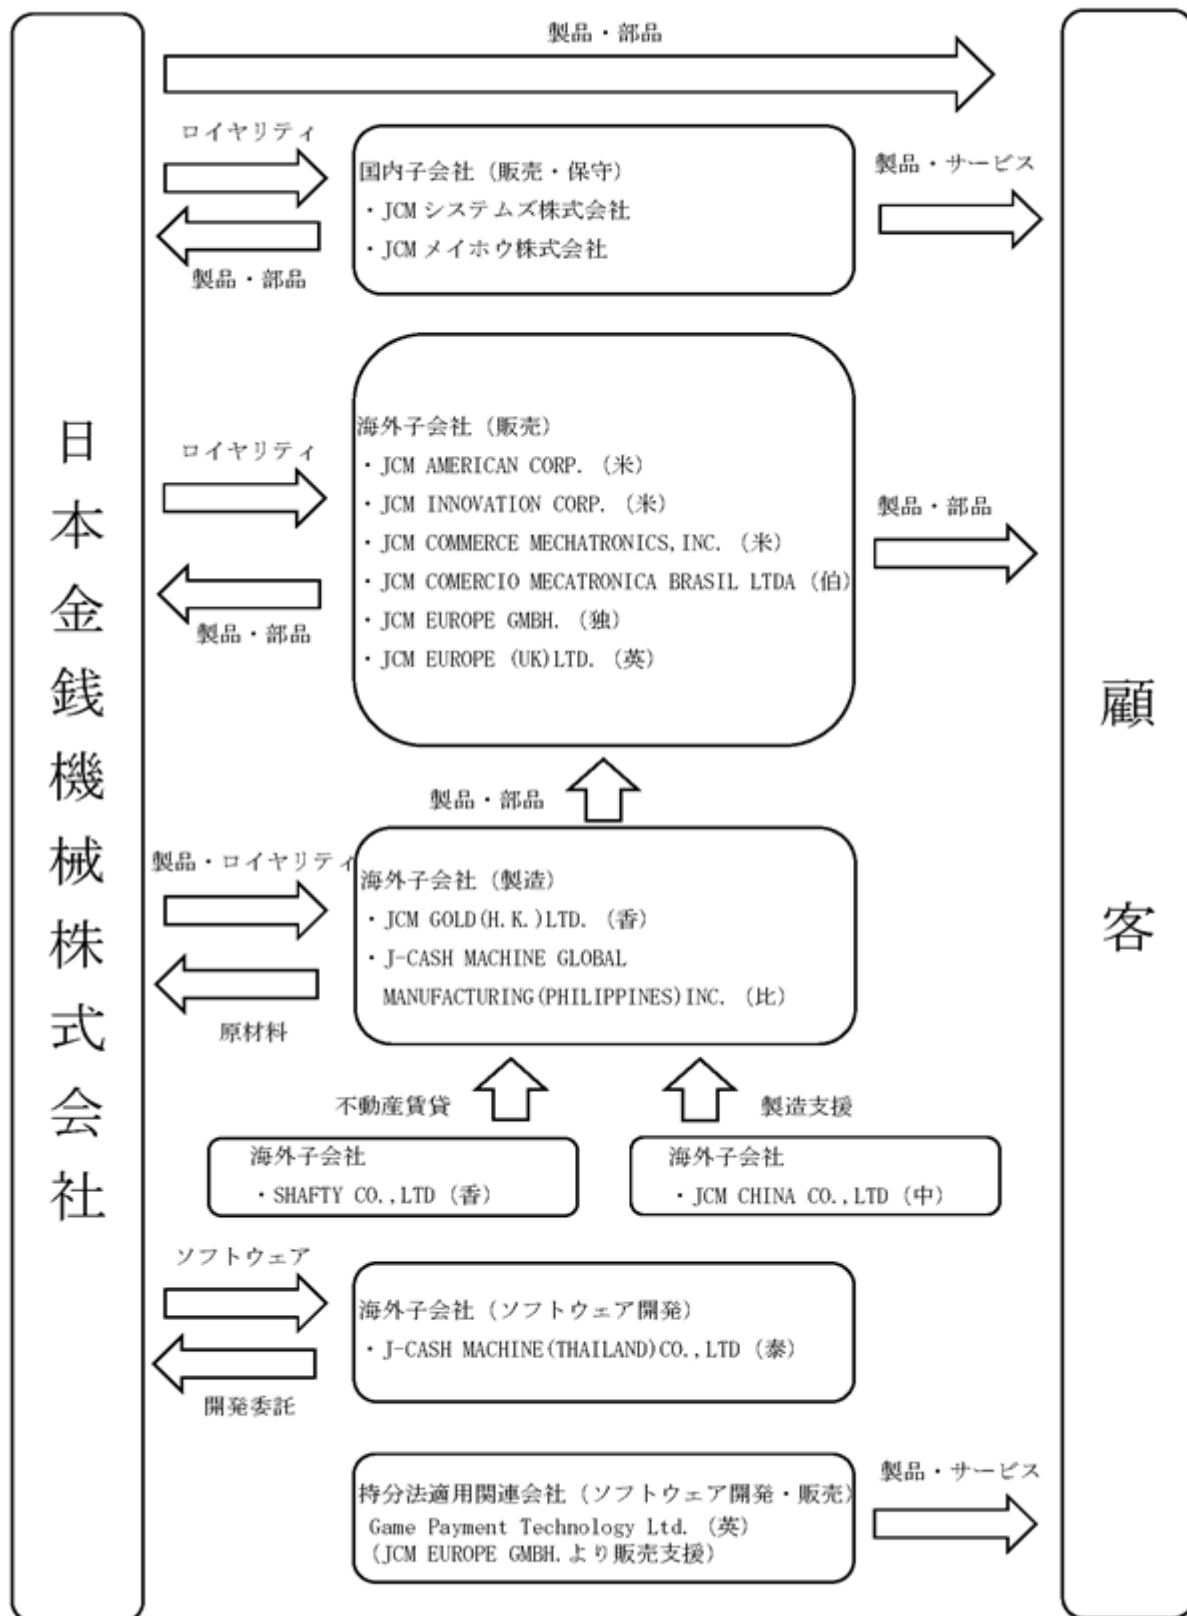 製品・部品
ロイヤリティ
製品・部品
国内子会社（販売・保守）
・JCMシステムズ株式会社
・JCMメイホウ株式会社
製品・サービス
日本金銭機械株式会社
顧客
ロイヤリティ
製品・部品
海外子会社（販売）
・JCM AMERICAN CORP.（米）
・JCM INNOVATION CORP.（米）
・JCM COMMERCE MECHATRONICS,INC.（米）
・JCM COMERCIO MECATRONICA BRASIL LTDA（伯）
・JCM EUROPE GMBH.（独）
・JCM EUROPE (UK)LTD.（英）
製品・部品
製品・部品
製品・ロイヤリティ
原材料
海外子会社（製造）
・JCM GOLD(H.K.)LTD.（香）
・J-CASH MACHINE GLOBAL
MANUFACTURING(PHILIPPINES)INC.（比）
不動産賃貸
製造支援
海外子会社
・SHAFTY CO.,LTD（香）
海外子会社
・JCM CHINA CO.,LTD（中）
ソフトウェア
開発委託
海外子会社（ソフトウェア開発）
・J-CASH MACHINE(THAILAND)CO.,LTD（泰）
持分法適用関連会社（ソフトウェア開発・販売）
Game Payment Technology Ltd.（英）
（JCM EUROPE GMBH.より販売支援）
製品・サービス